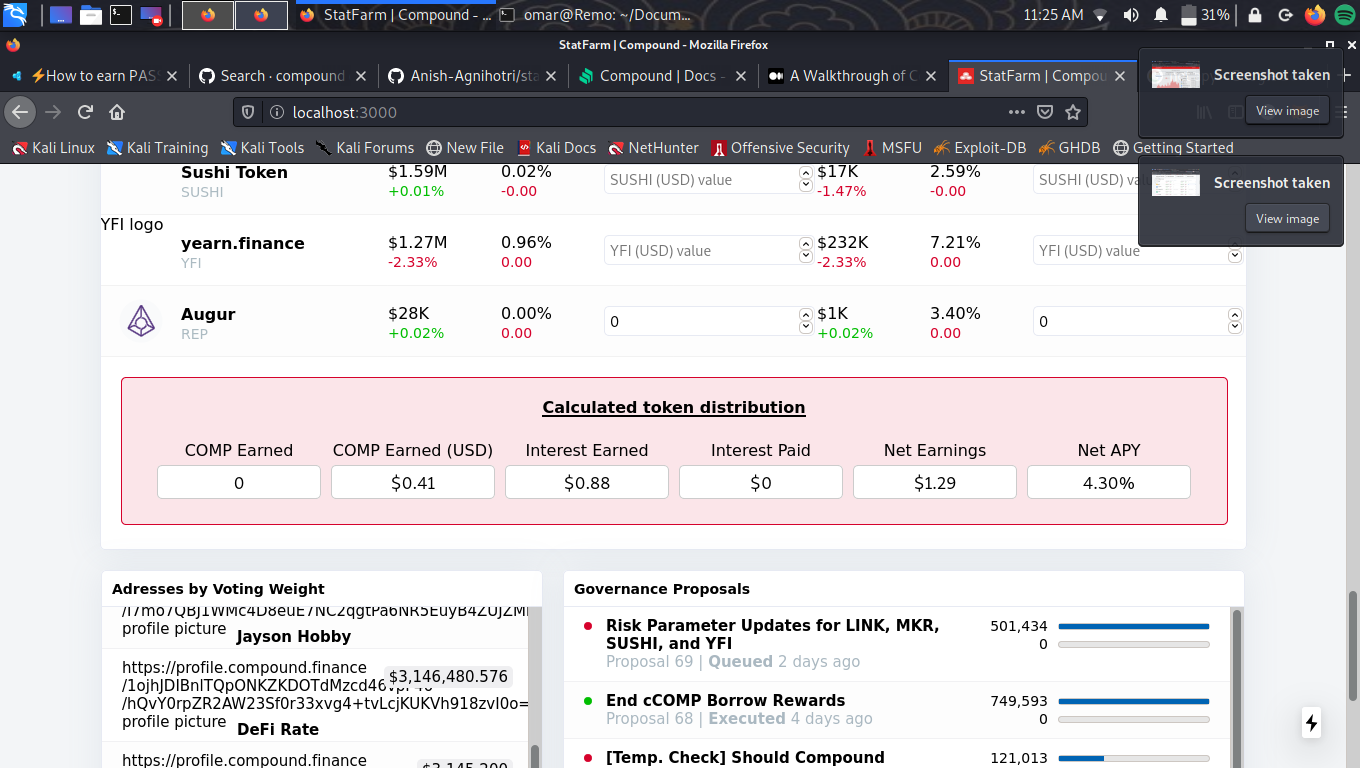 StatFarm | Compound - ...
omar@Remo: ~/Docum...
11:25 AM
31%
StatFarm | Compound - Mozilla Firefox
⚡How to earn PAS
Search · compound
Anish-Agnihotri/sta
Compound | Docs -
A Walkthrough of C
StatFarm | Compou
localhost:3000
Kali Linux
Kali Training
Kali Tools
Kali Forums
New File
Kali Docs
NetHunter
Offensive Security
MSFU
Exploit-DB
GHDB
Getting Started
Screenshot taken
View image
Screenshot taken
View image
Sushi Token $1.59M 0.02% SUSHI (USD) value $17K 2.59% SUSHI (USD)
SUSHI +0.01% -0.00 -1.47% -0.00
YFI logo
yearn.finance $1.27M 0.96% YFI (USD) value $232K 7.21% YFI (USD) value
YFI -2.33% 0.00 -2.33% 0.00
Augur $28K 0.00% 0 $1K 3.40% 0
REP +0.02% 0.00 +0.02% 0.00
Calculated token distribution
COMP Earned COMP Earned (USD) Interest Earned Interest Paid Net Earnings Net APY
0 $0.41 $0.88 $0 $1.29 4.30%
Adresses by Voting Weight
profile picture
Jayson Hobby
https://profile.compound.finance
$3,146,480.576
profile picture
DeFi Rate
https://profile.compound.finance
Governance Proposals
Risk Parameter Updates for LINK, MKR, 501,434
SUSHI, and YFI 0
Proposal 69 | Queued 2 days ago
End cCOMP Borrow Rewards 749,593
Proposal 68 | Executed 4 days ago 0
[Temp. Check] Should Compound 121,013